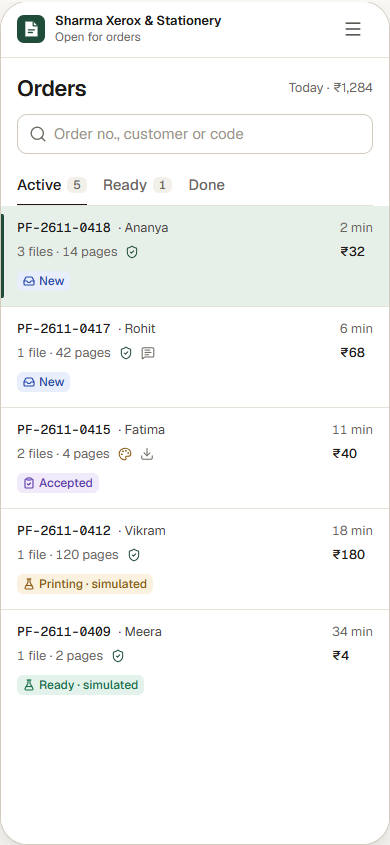 Sharma Xerox & Stationery
Open for orders
Orders
Today · ₹1,284
Order no., customer or code
Active 5 Ready 1 Done
PF-2611-0418 · Ananya 2 min
3 files · 14 pages ₹32
New
PF-2611-0417 · Rohit 6 min
1 file · 42 pages ₹68
New
PF-2611-0415 · Fatima 11 min
2 files · 4 pages ₹40
Accepted
PF-2611-0412 · Vikram 18 min
1 file · 120 pages ₹180
Printing · simulated
PF-2611-0409 · Meera 34 min
1 file · 2 pages ₹4
Ready · simulated